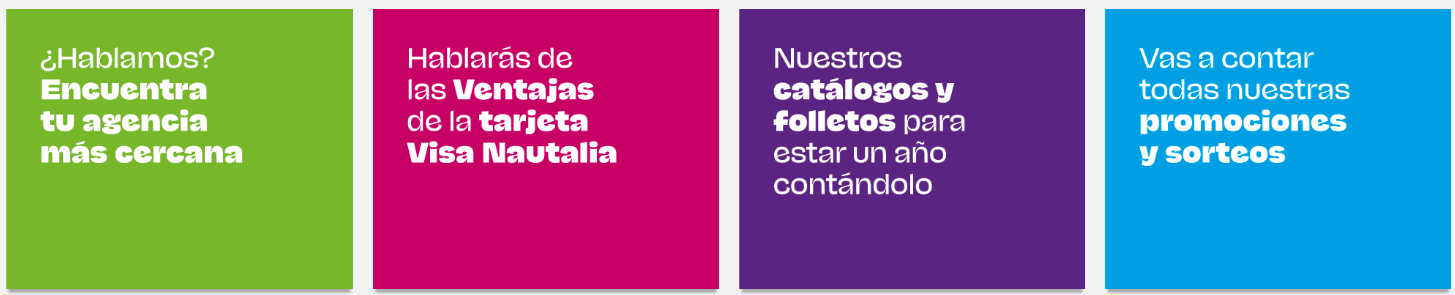 ¿Hablamos?
Encuentra
tu agencia
más cercana
Hablarás de
las Ventajas
de la tarjeta
Visa Nautalia
Nuestros
catálogos y
folletos para
estar un año
contándolo
Vas a contar
todas nuestras
promociones
y sorteos